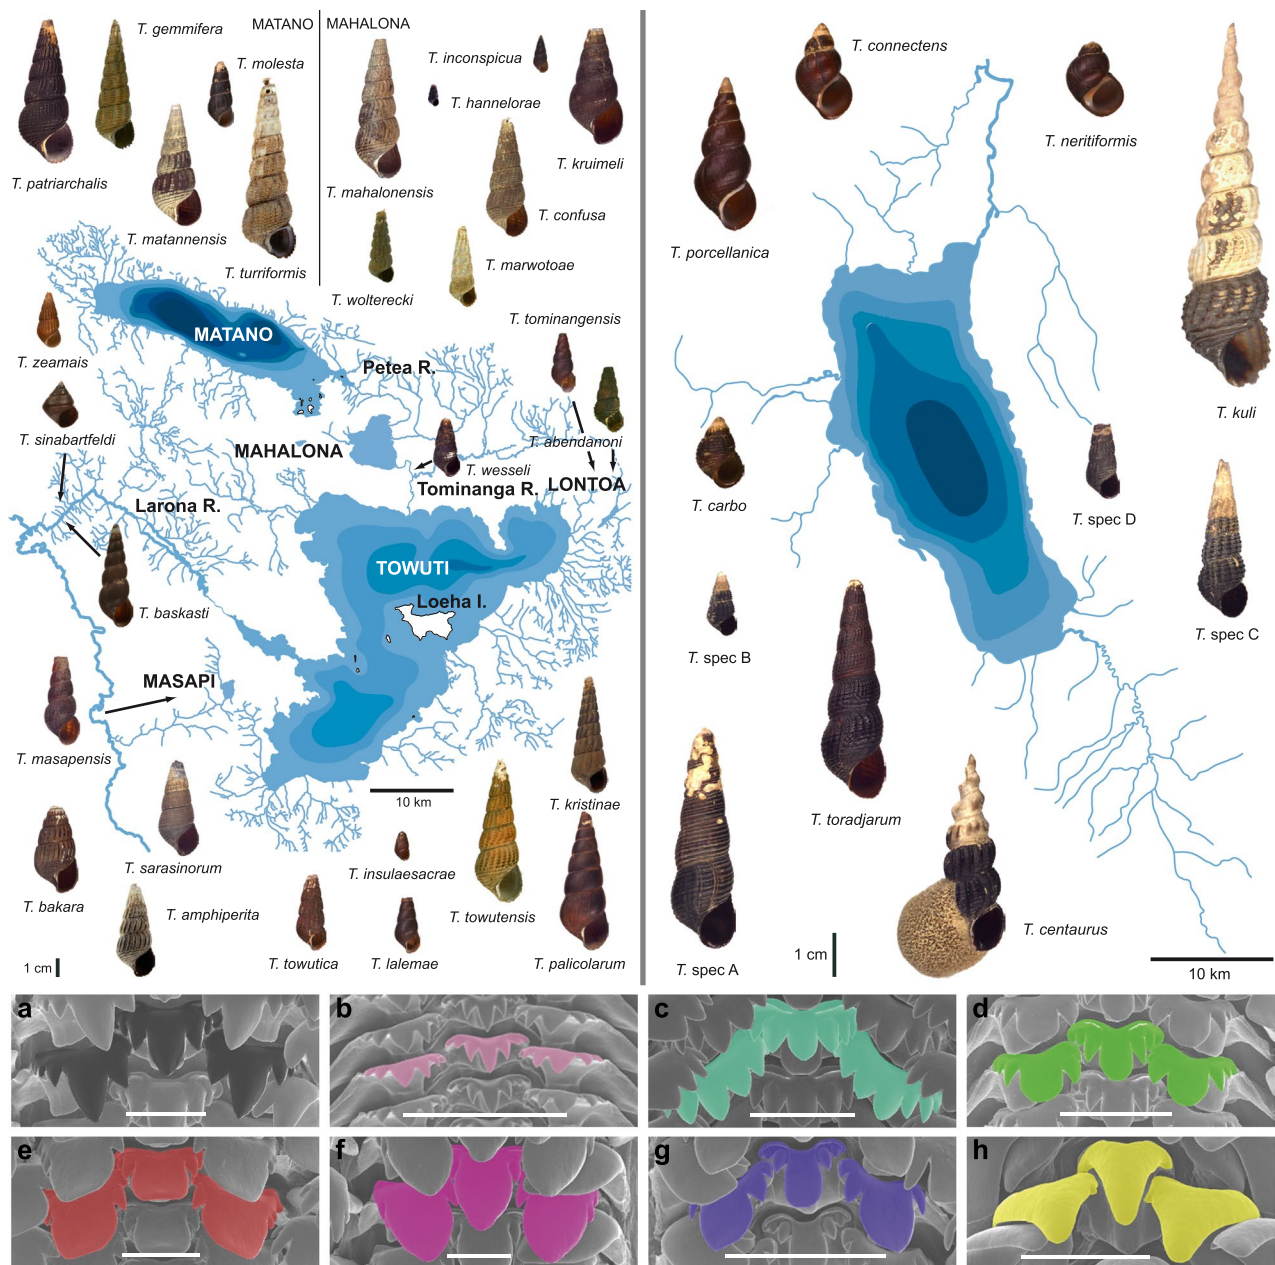 T. gemmifera
MATANO
MAHALONA
T. molesta
T. inconspicua
T. hannelorae
T. patriarchalis
T. matannensis
T. turriformis
T. mahalonensis
T. kruimeli
T. confusa
T. marwotoae
T. wolterecki
T. tominangensis
T. zeamais
MATANO
Petea R.
T. sinabartfeldi
MAHALONA
T. abendanoni
T. wesseli
Tominanga R.
LONTOA
Larona R.
TOWUTI
Loeha I.
T. baskasti
MASAPI
T. masapensis
10 km
T. kristinae
T. sarasinorum
T. insulaesacrae
T. bakara
T. amphiperita
T. towutensis
T. towutica
T. lalemae
T. palicolarum
1 cm
T. connectens
T. neritiformis
T. porcellanica
T. kuli
T. carbo
T. spec D
T. spec B
T. spec C
T. toradjarum
T. centaurus
T. spec A
1 cm
10 km
a
b
c
d
e
f
g
h